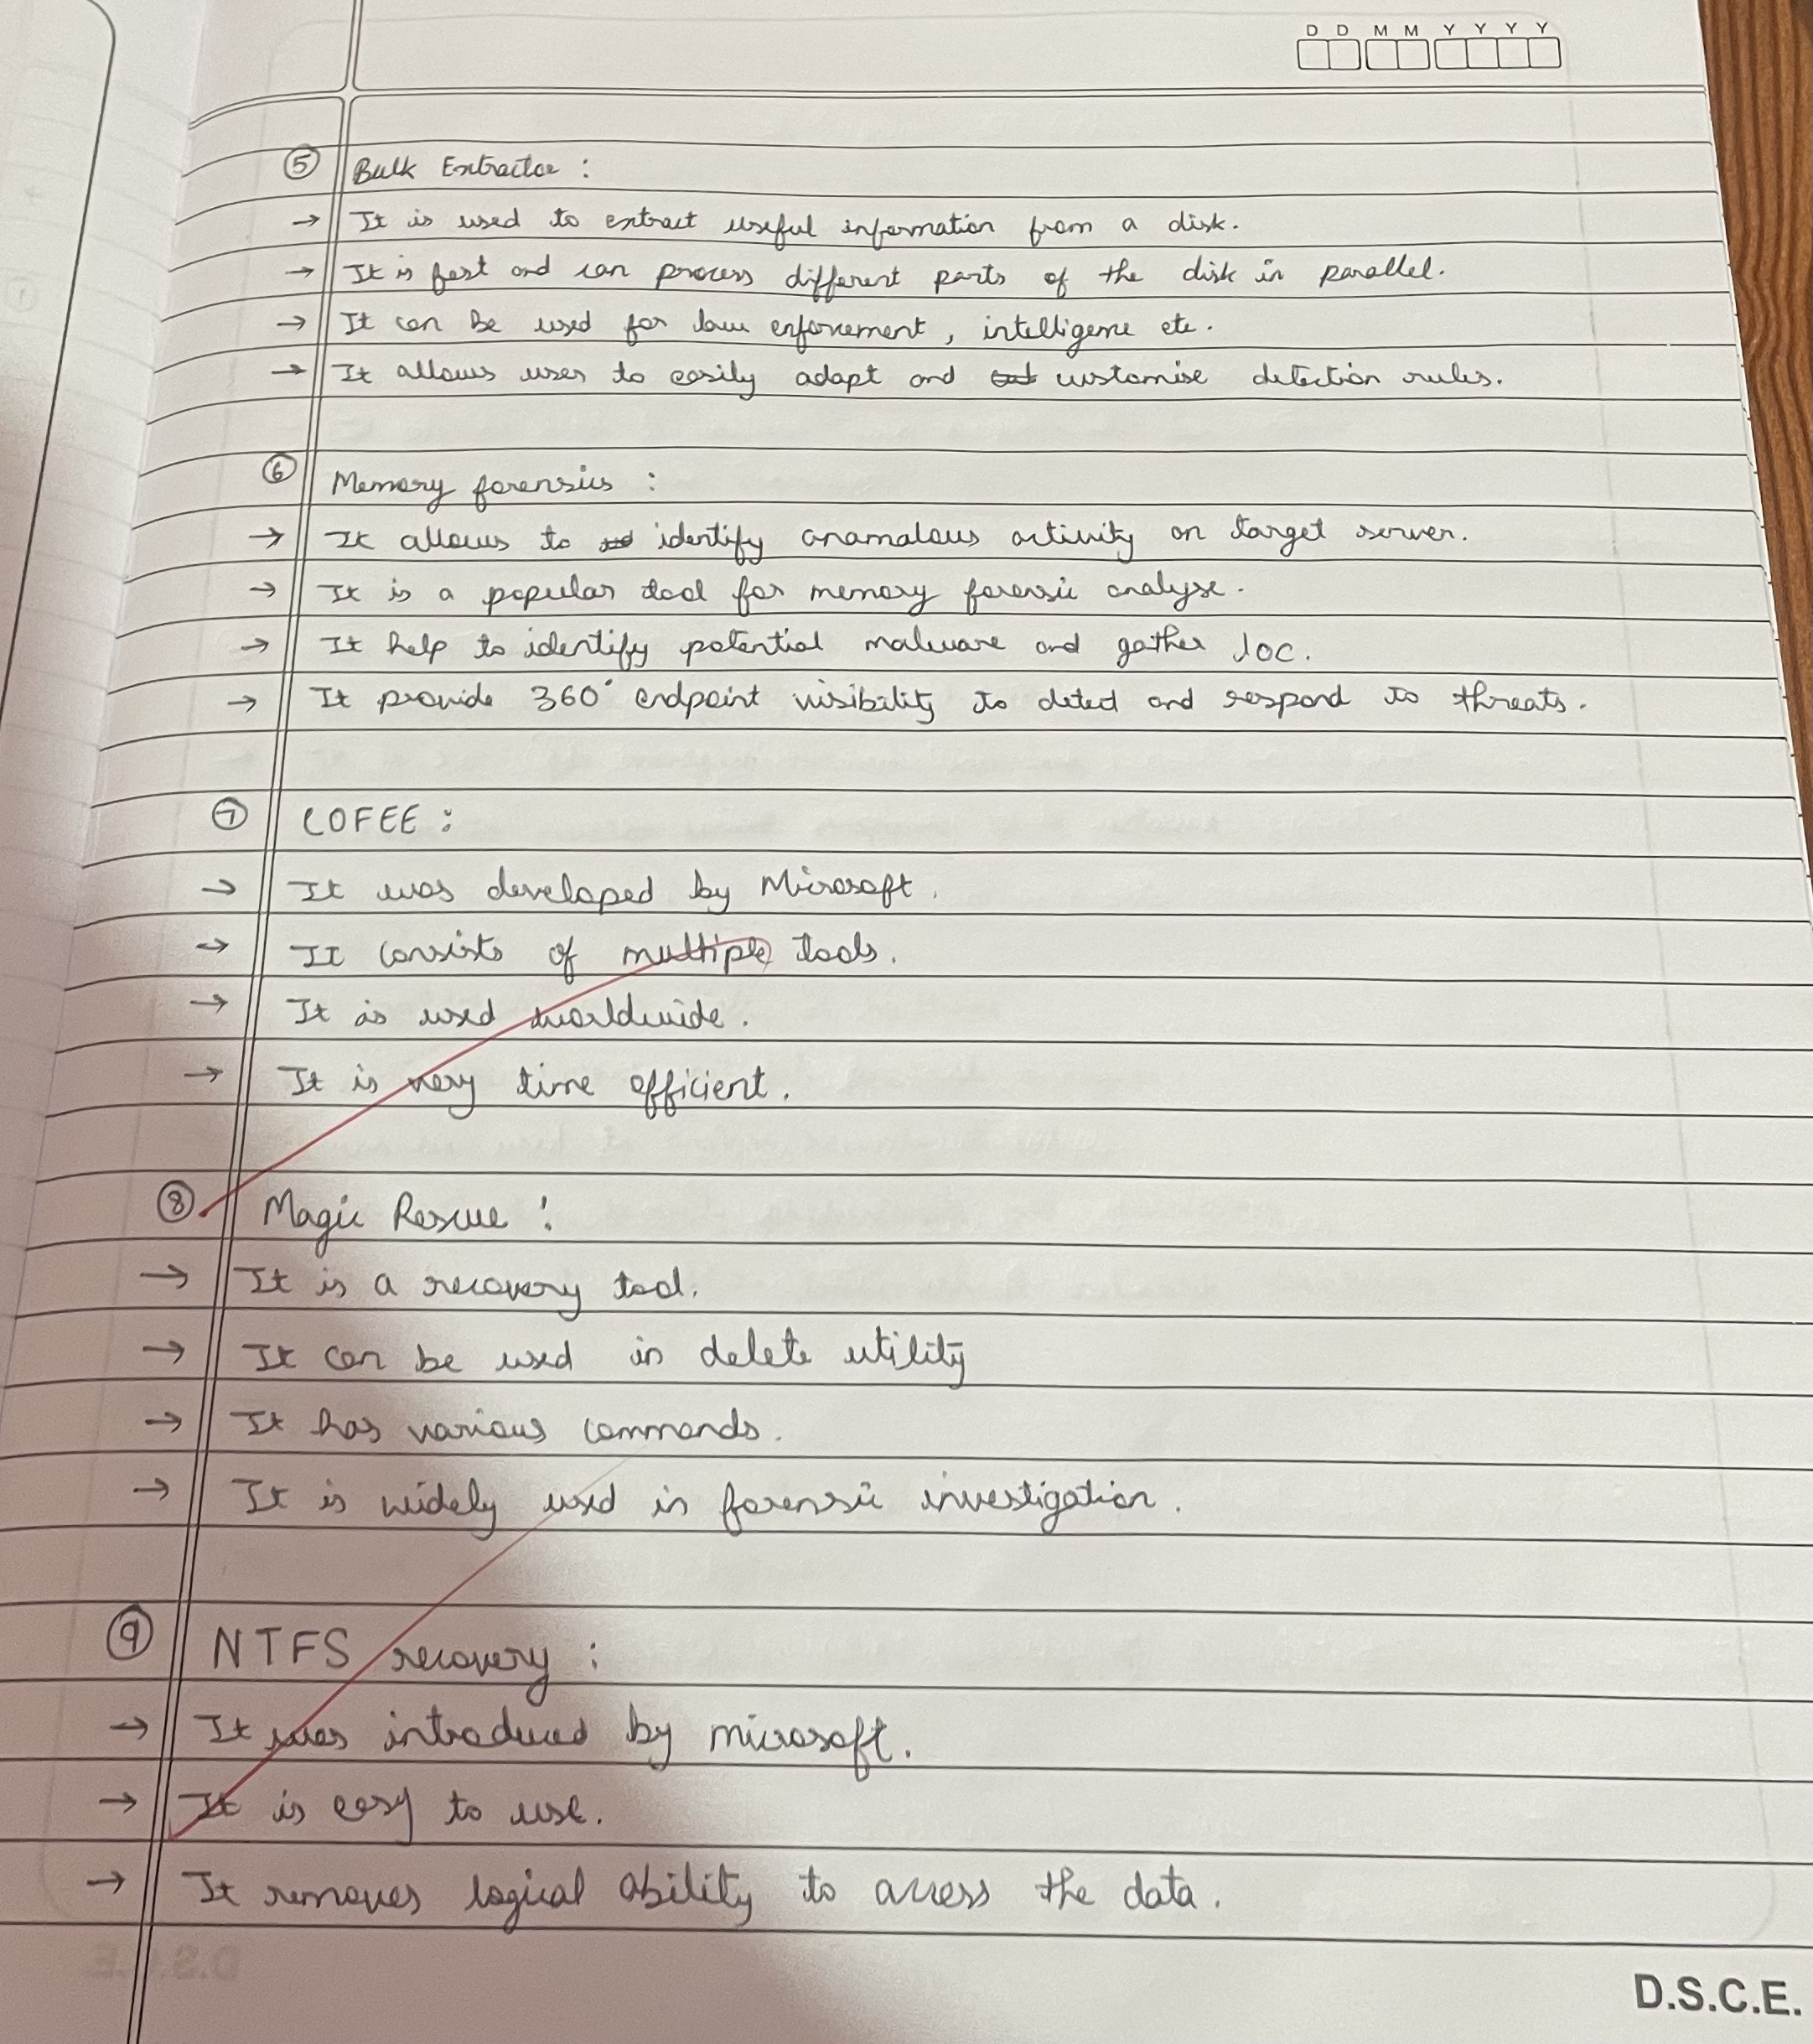 D D M M Y Y Y Y
⑤ Bulk Extractor :
→ It is used to extract useful information from a disk.
→ It is fast and can process different parts of the disk in parallel.
→ It can be used for law enforcement, intelligence etc.
→ It allows user to easily adapt and customise detection rules.
⑥ Memory forensics :
→ It allows to identify anamalous activity on target server.
→ It is a popular tool for memory forensic analyse.
→ It help to identify potential malware and gather IOC.
→ It provide 360° endpoint visibility to detect and respond to threats.
⑦ COFEE :
→ It was developed by Microsoft.
→ It consists of multiple tools.
→ It is used worldwide.
→ It is very time efficient.
⑧ Magic Rescue :
→ It is a recovery tool.
→ It can be used in delete utility
→ It has various commands.
→ It is widely used in forensic investigation.
⑨ NTFS recovery :
→ It was introduced by microsoft.
→ It is easy to use.
→ It removes logical ability to access the data.
D.S.C.E.